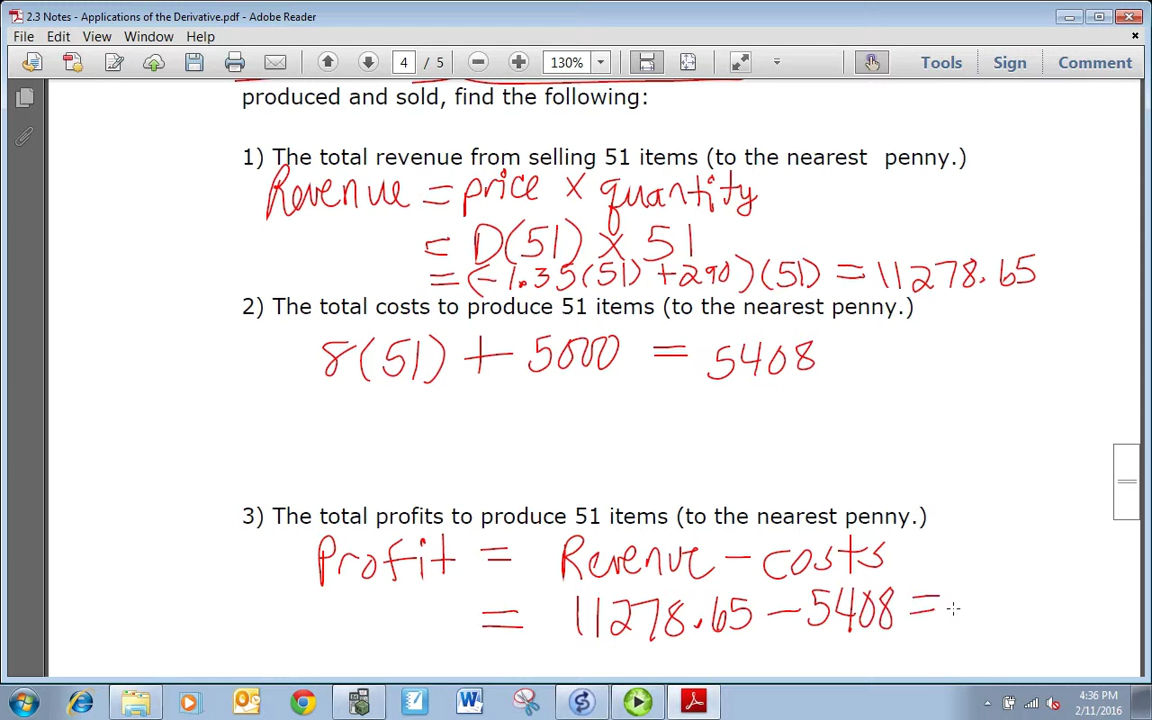 2.3 Notes - Applications of the Derivative.pdf - Adobe Reader
File Edit View Window Help
4 / 5 130% Tools Sign Comment
produced and sold, find the following:
1) The total revenue from selling 51 items (to the nearest penny.)
Revenue = price × quantity
= D(51) × 51
= (-1.35(51) +290)(51) = 11278.65
2) The total costs to produce 51 items (to the nearest penny.)
8(51) + 5000 = 5408
3) The total profits to produce 51 items (to the nearest penny.)
Profit = Revenue - costs
= 11278.65 - 5408 =
4:36 PM
2/11/2016